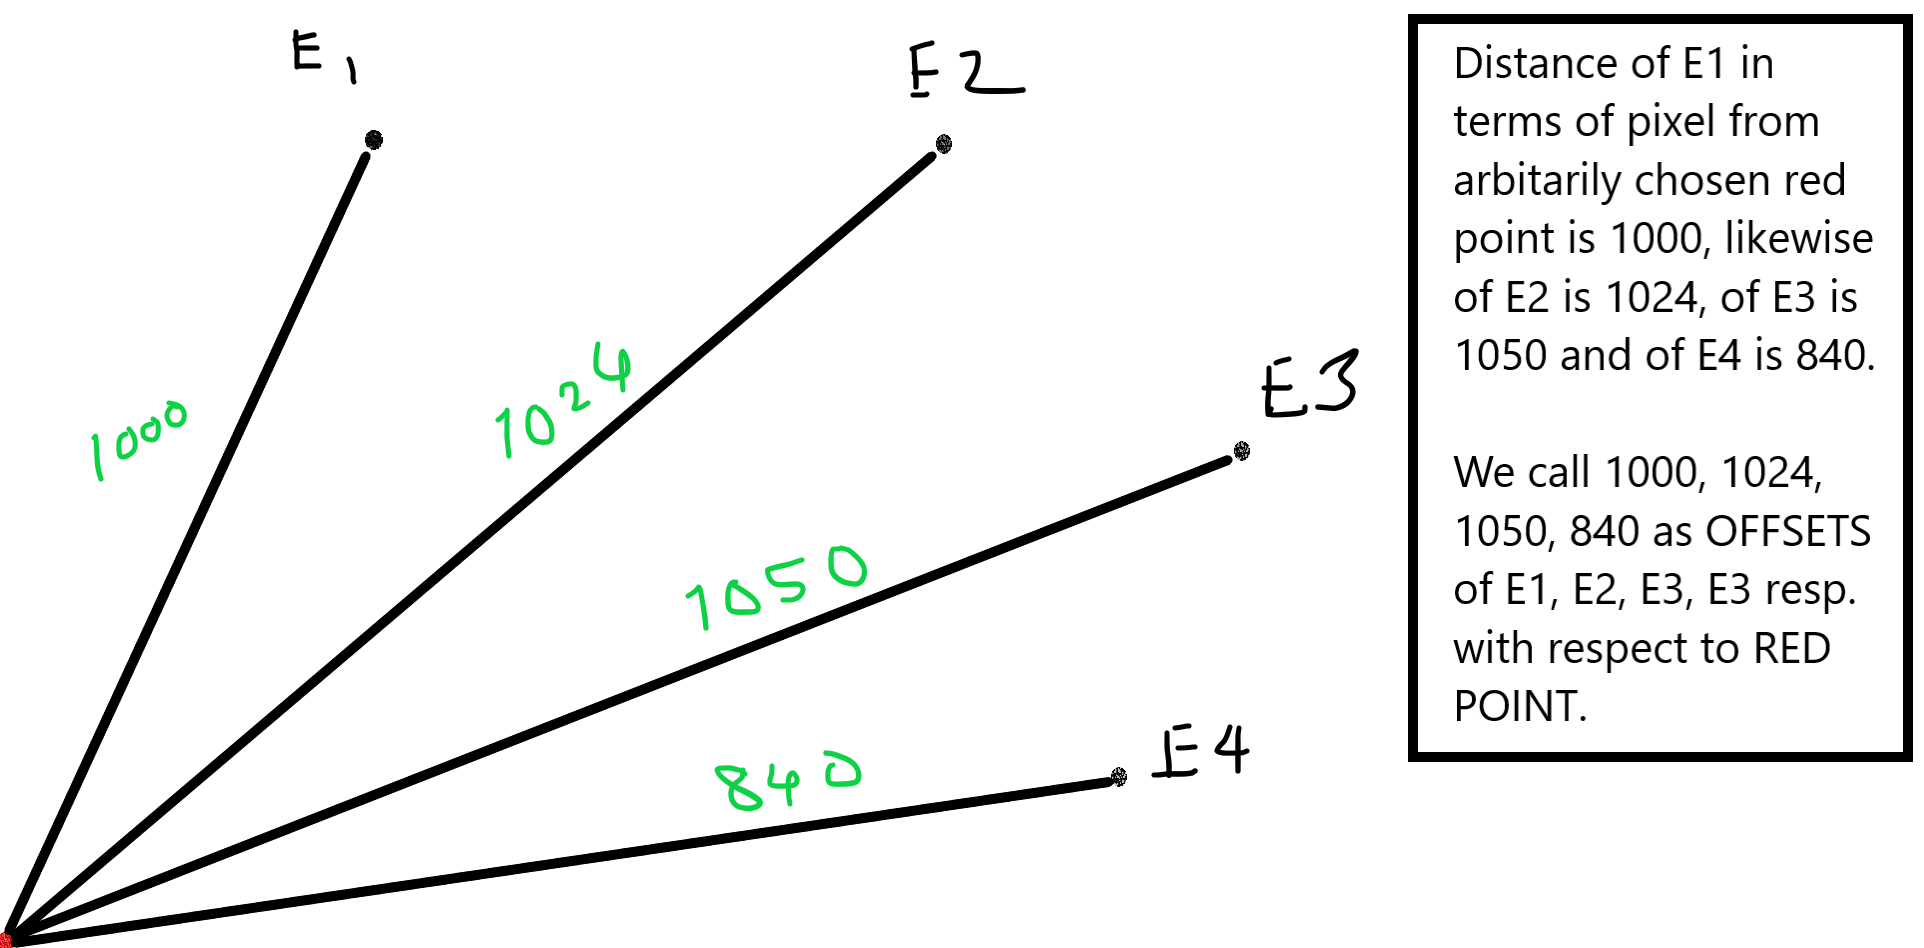 E1
E2
E3
E4
1000
1024
1050
840
Distance of E1 in
terms of pixel from
arbitarily chosen red
point is 1000, likewise
of E2 is 1024, of E3 is
1050 and of E4 is 840.
We call 1000, 1024,
1050, 840 as OFFSETS
of E1, E2, E3, E3 resp.
with respect to RED
POINT.